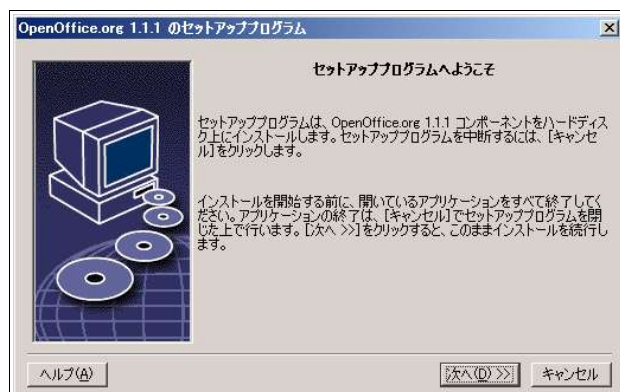 OpenOffice.org 1.1.1 のセットアッププログラム
セットアッププログラムへようこそ
セットアッププログラムは、OpenOffice.org 1.1.1 コンポーネントをハードディス
ク上にインストールします。セットアッププログラムを中断するには、[キャンセ
ル]をクリックします。
インストールを開始する前に、開いているアプリケーションをすべて終了してく
ださい。アプリケーションの終了は、[キャンセル]でセットアッププログラムを閉
じた上で行います。[次へ >>]をクリックすると、このままインストールを続行し
ます。
ヘルプ(A)
次へ(D) >>
キャンセル